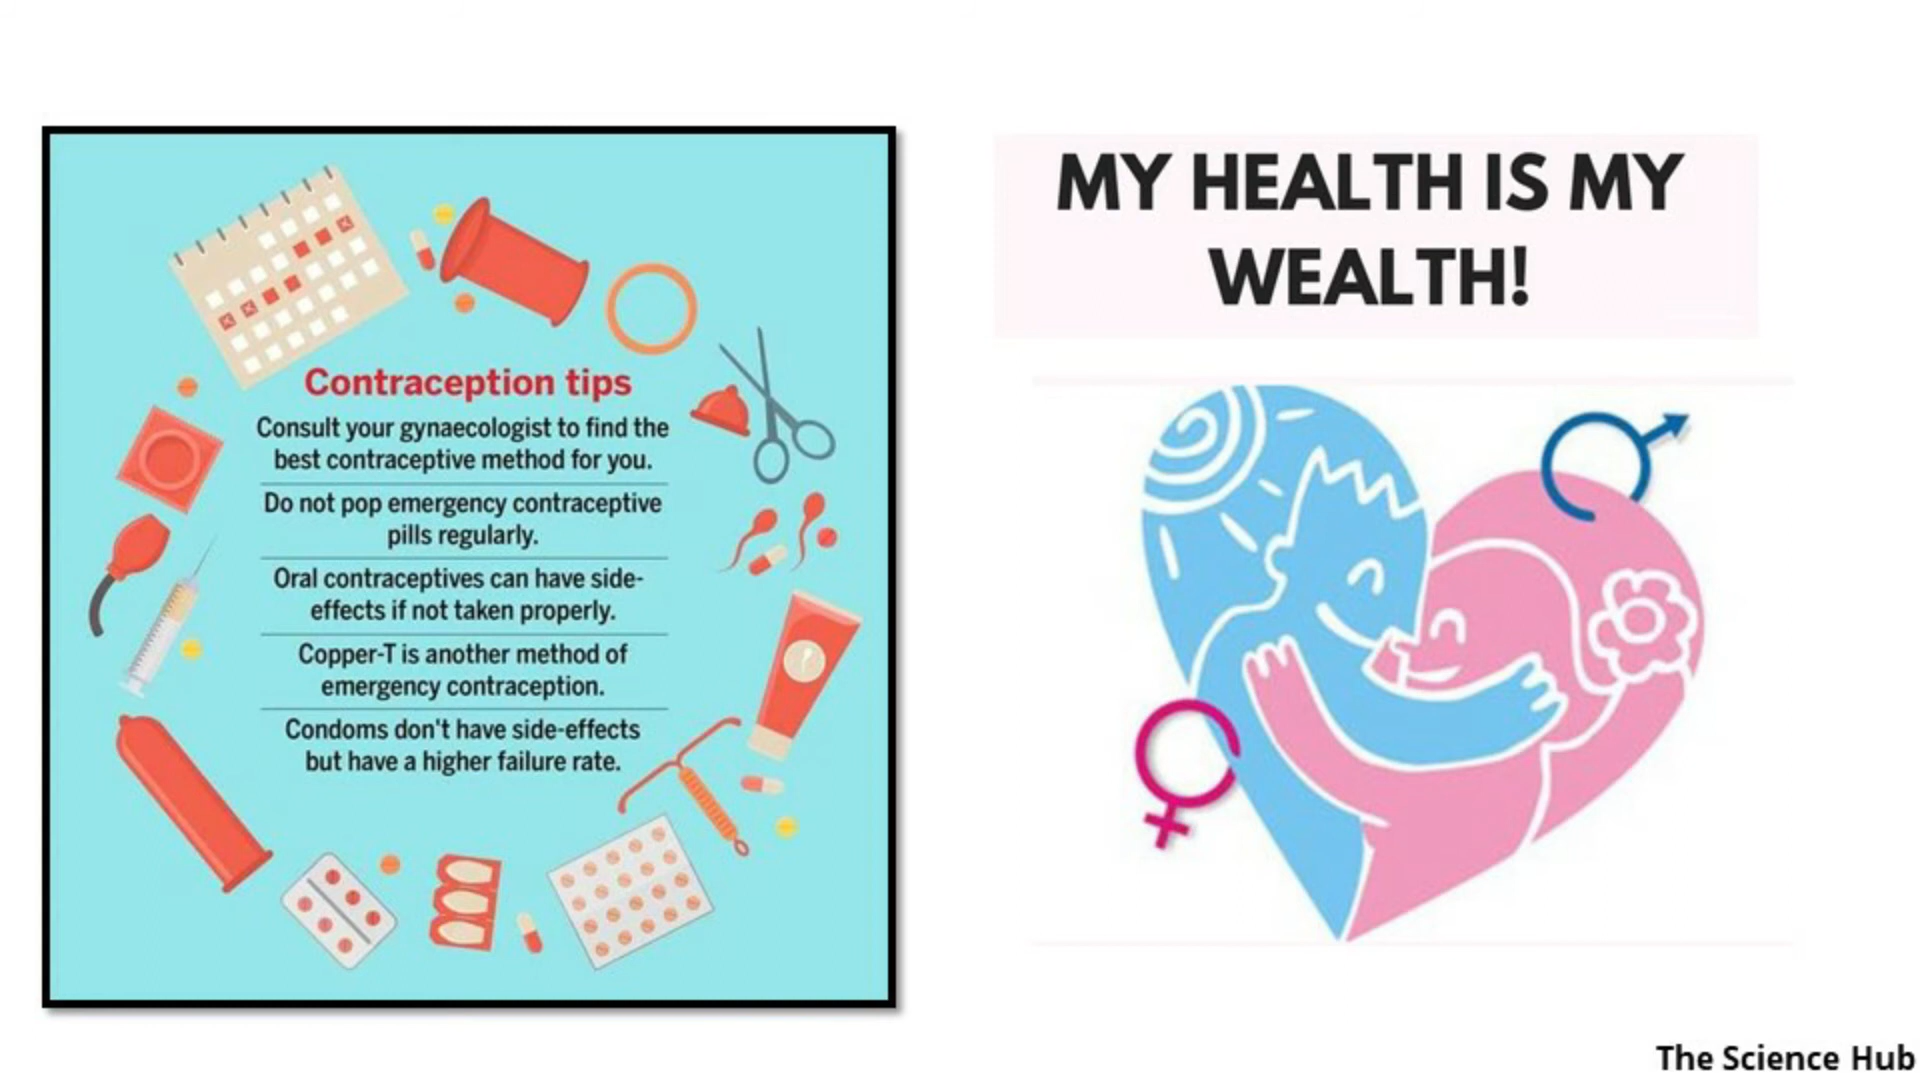 Contraception tips
Consult your gynaecologist to find the
best contraceptive method for you.
Do not pop emergency contraceptive
pills regularly.
Oral contraceptives can have side-
effects if not taken properly.
Copper-T is another method of
emergency contraception.
Condoms don't have side-effects
but have a higher failure rate.
MY HEALTH IS MY
WEALTH!
The Science Hub